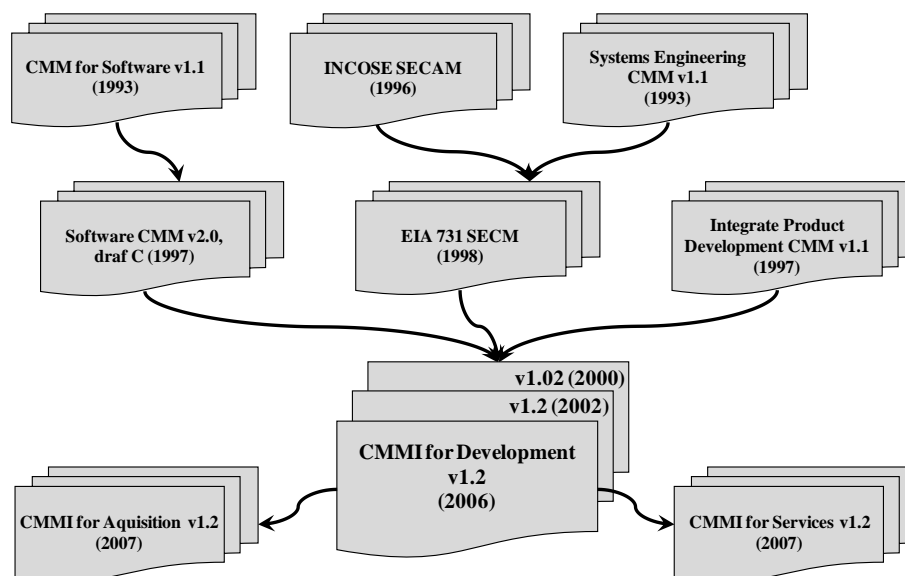 CMM for Software v1.1
(1993)
INCOSE SECAM
(1996)
Systems Engineering
CMM v1.1
(1993)
Software CMM v2.0,
draf C (1997)
EIA 731 SECM
(1998)
Integrate Product
Development CMM v1.1
(1997)
v1.02 (2000)
v1.2 (2002)
CMMI for Development
v1.2
(2006)
CMMI for Aquisition v1.2
(2007)
CMMI for Services v1.2
(2007)